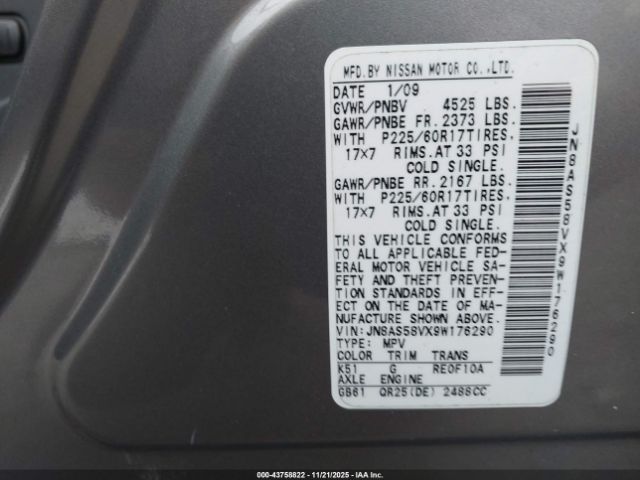 MFD.BY NISSAN MOTOR CO.,LTD.
DATE 1/09
GVWR/PNBV 4525 LBS.
GAWR/PNBE FR. 2373 LBS.
WITH P225/60R17TIRES,
17×7 RIMS.AT 33 PSI
COLD SINGLE.
GAWR/PNBE RR. 2167 LBS.
WITH P225/60R17TIRES,
17×7 RIMS.AT 33 PSI
COLD SINGLE.
THIS VEHICLE CONFORMS
TO ALL APPLICABLE FED-
ERAL MOTOR VEHICLE SA-
FETY AND THEFT PREVEN-
TION STANDARDS IN EFF-
ECT ON THE DATE OF MA-
NUFACTURE SHOWN ABOVE.
VIN: JN8AS58VX9W176290
TYPE: MPV
COLOR TRIM TRANS
K51 G RE0F10A
AXLE ENGINE
GB61 QR25(DE) 2488CC
JN8AS58VX9W176290
000-43758822 - 11/21/2025 - IAA, Inc.